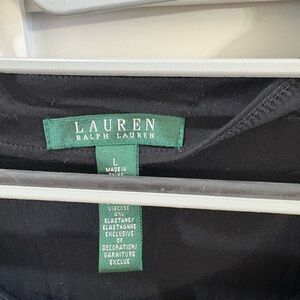 LAUREN
RALPH LAUREN
L
MADE IN
VISCOSE
ELASTANE/
ELASTHANNE
EXCLUSIVE
OF
DECORATION/
GARNITURE
EXCLUE